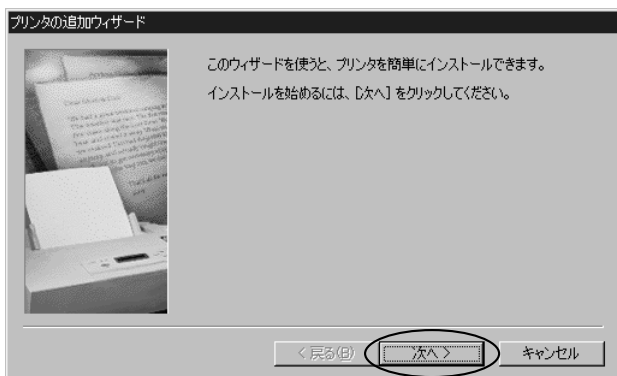 プリンタの追加ウィザード
このウィザードを使うと、プリンタを簡単にインストールできます。
インストールを始めるには、[次へ] をクリックしてください。
< 戻る(B)
次へ >
キャンセル